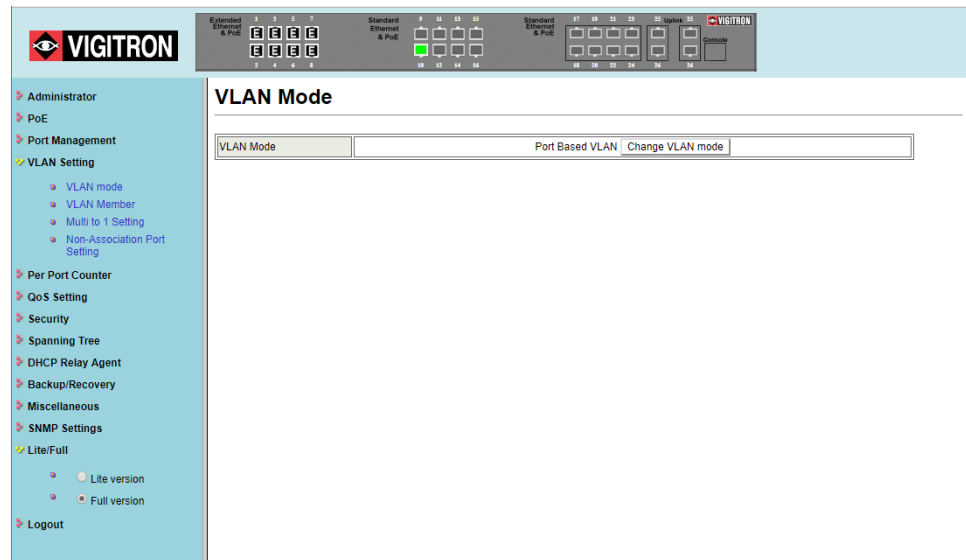 VIGITRON
Extended
Ethernet
& PoE
1 3 5 7
E E E E
E E E E
2 4 6 8
Standard
Ethernet
& PoE
9 11 13 15
10 12 14 16
Standard
Ethernet
& PoE
17 19 21 23 25 Uplink 25
18 20 22 24 26 26
VIGITRON
Console
Administrator
PoE
Port Management
VLAN Setting
VLAN mode
VLAN Member
Multi to 1 Setting
Non-Association Port
Setting
Per Port Counter
QoS Setting
Security
Spanning Tree
DHCP Relay Agent
Backup/Recovery
Miscellaneous
SNMP Settings
Lite/Full
Lite version
Full version
Logout
VLAN Mode
VLAN Mode Port Based VLAN Change VLAN mode